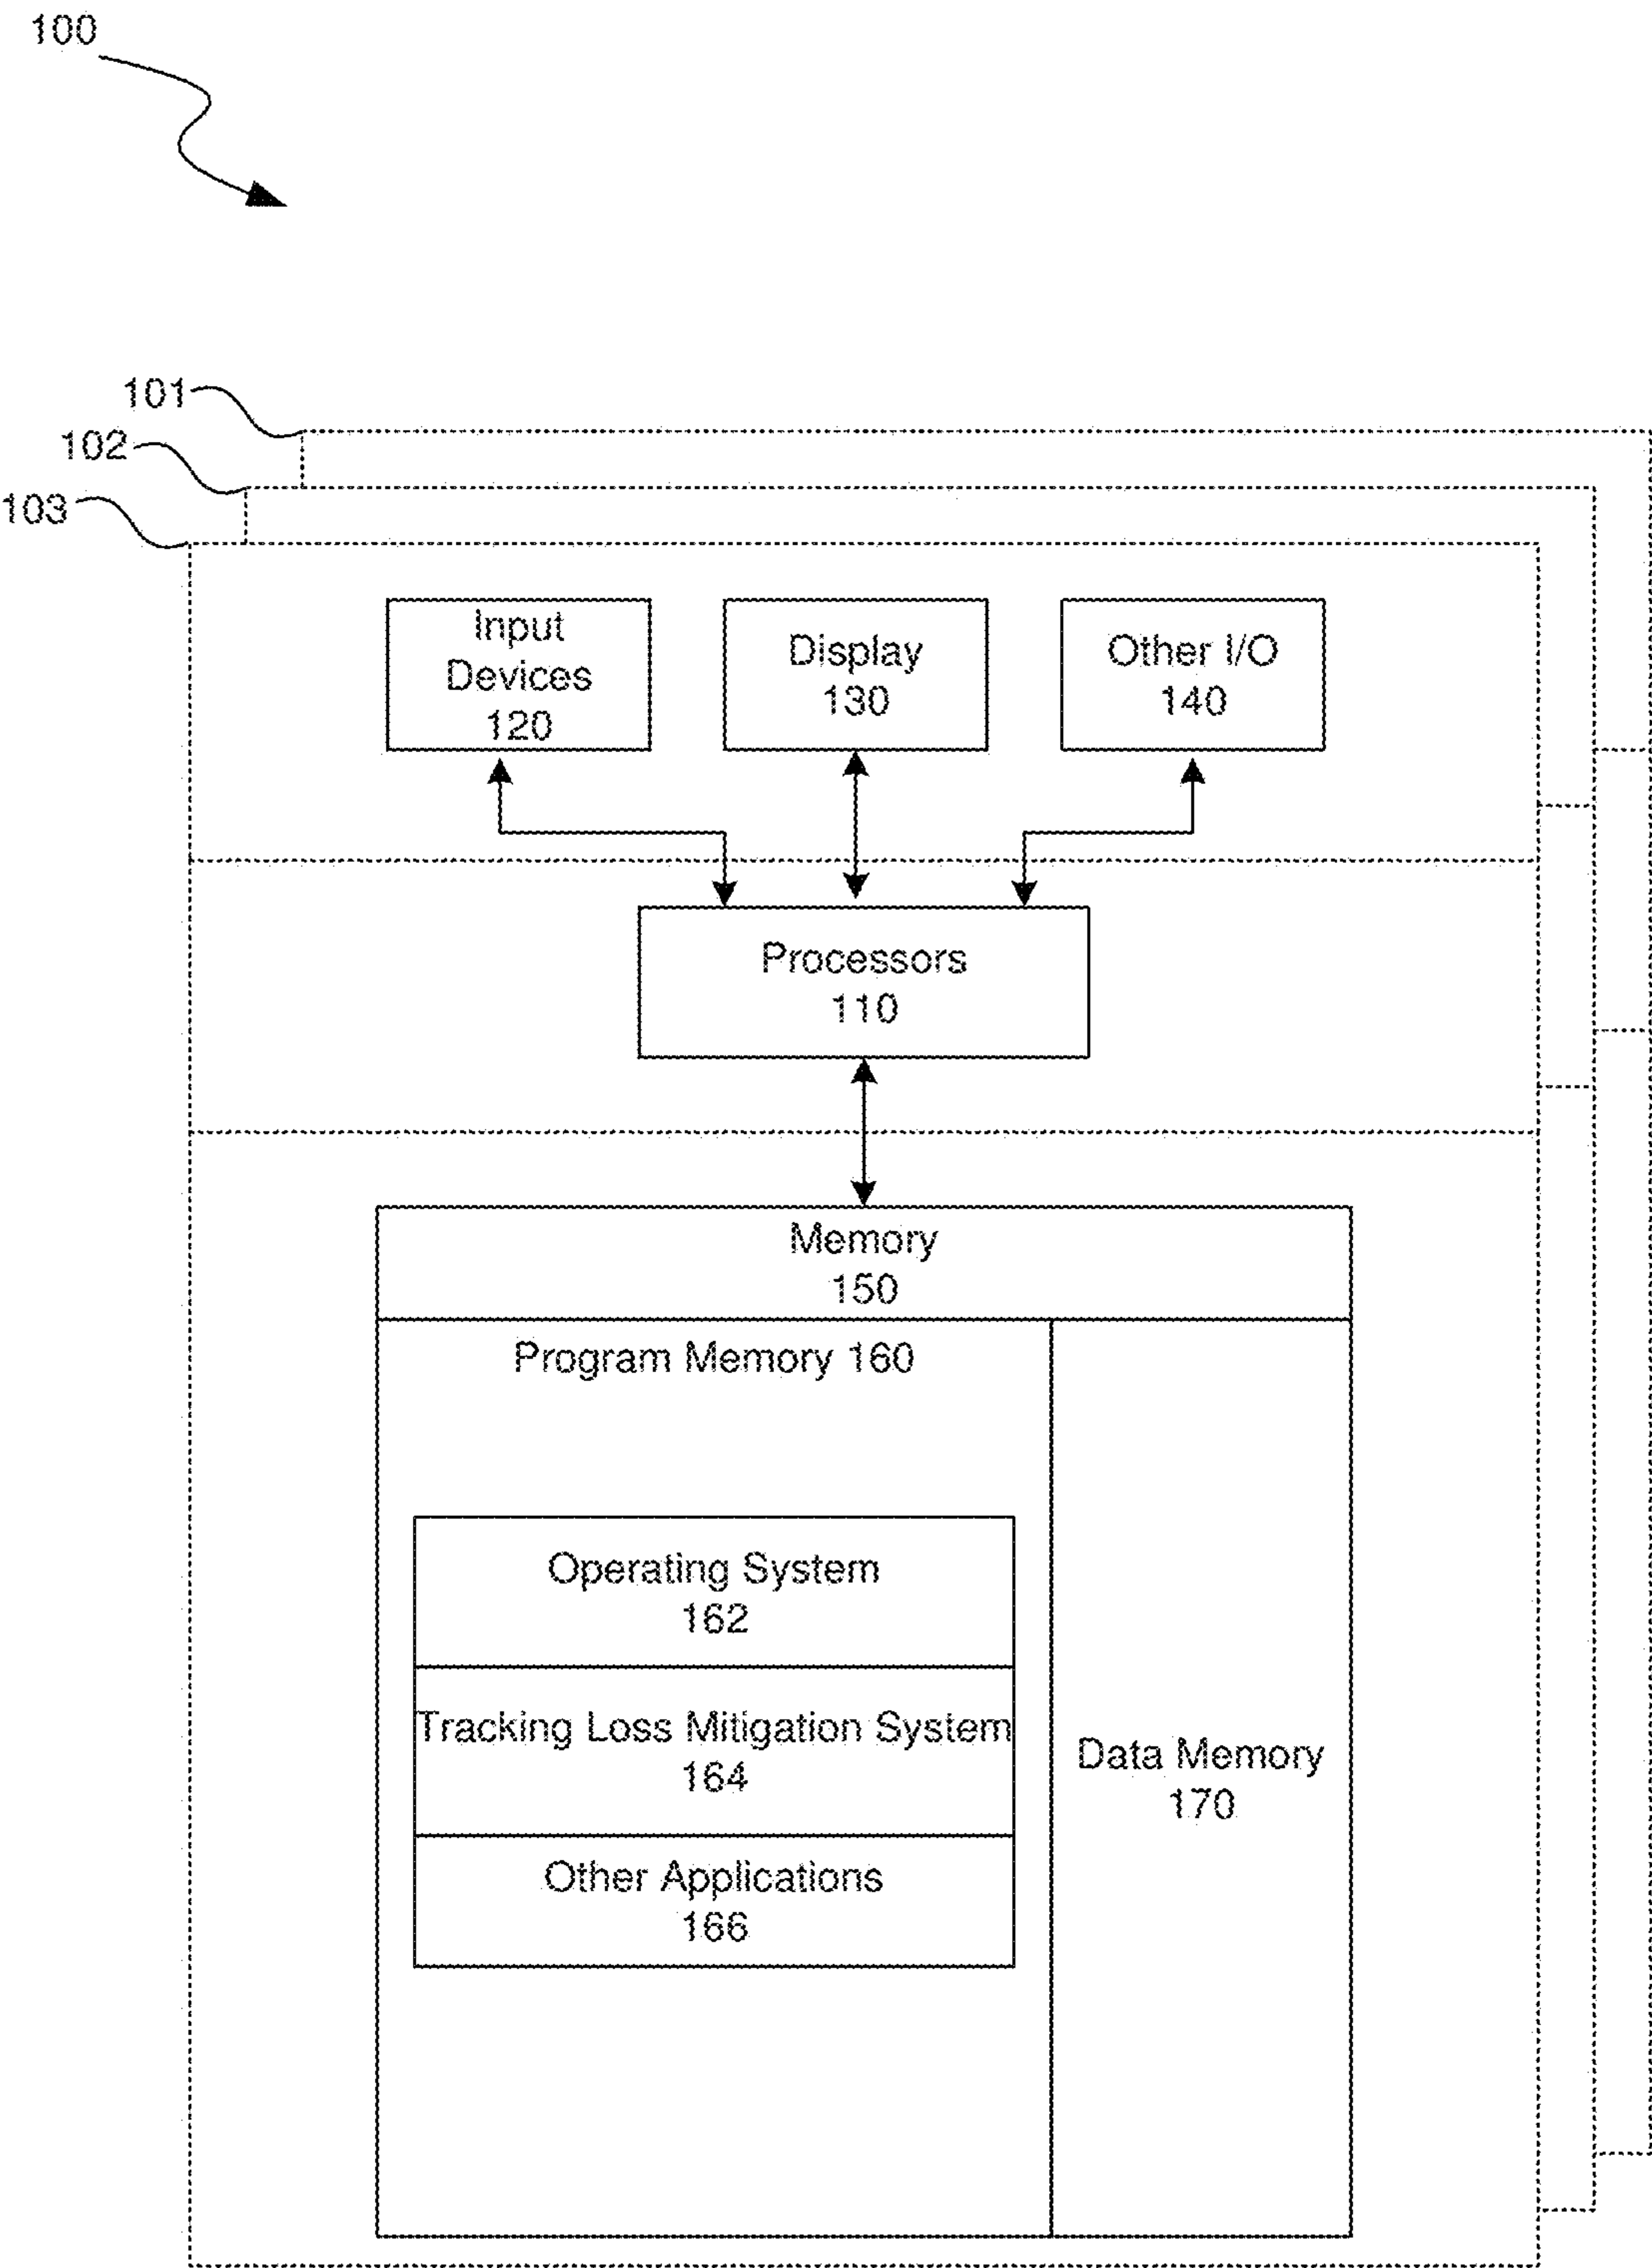 100
101
102
103
Input
Devices
120
Display
130
Other I/O
140
Processors
110
Memory
150
Program Memory 160
Operating System
162
Tracking Loss Mitigation System
164
Other Applications
166
Data Memory
170